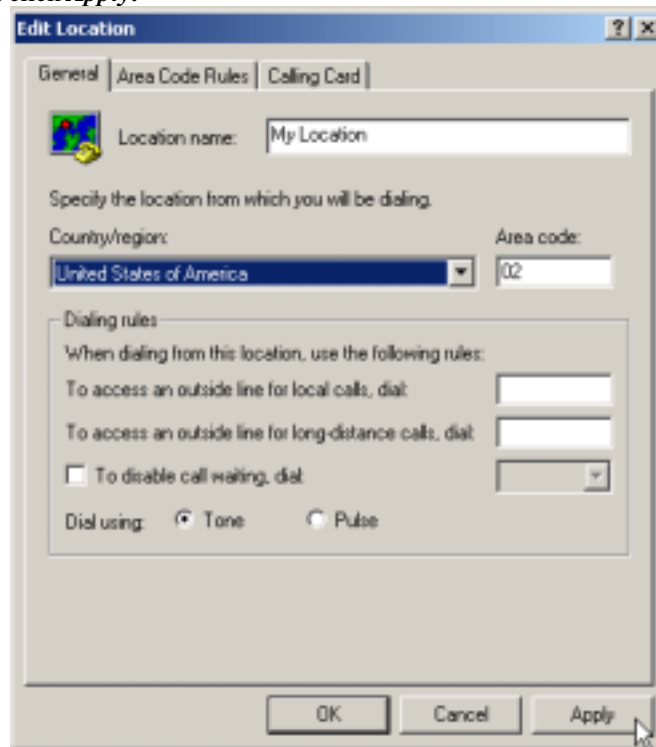 Edit Location
General Area Code Rules Calling Card
Location name: My Location
Specify the location from which you will be dialing.
Country/region: Area code:
United States of America 02
Dialing rules
When dialing from this location, use the following rules:
To access an outside line for local calls, dial:
To access an outside line for long-distance calls, dial:
To disable call waiting, dial:
Dial using: Tone Pulse
OK Cancel Apply